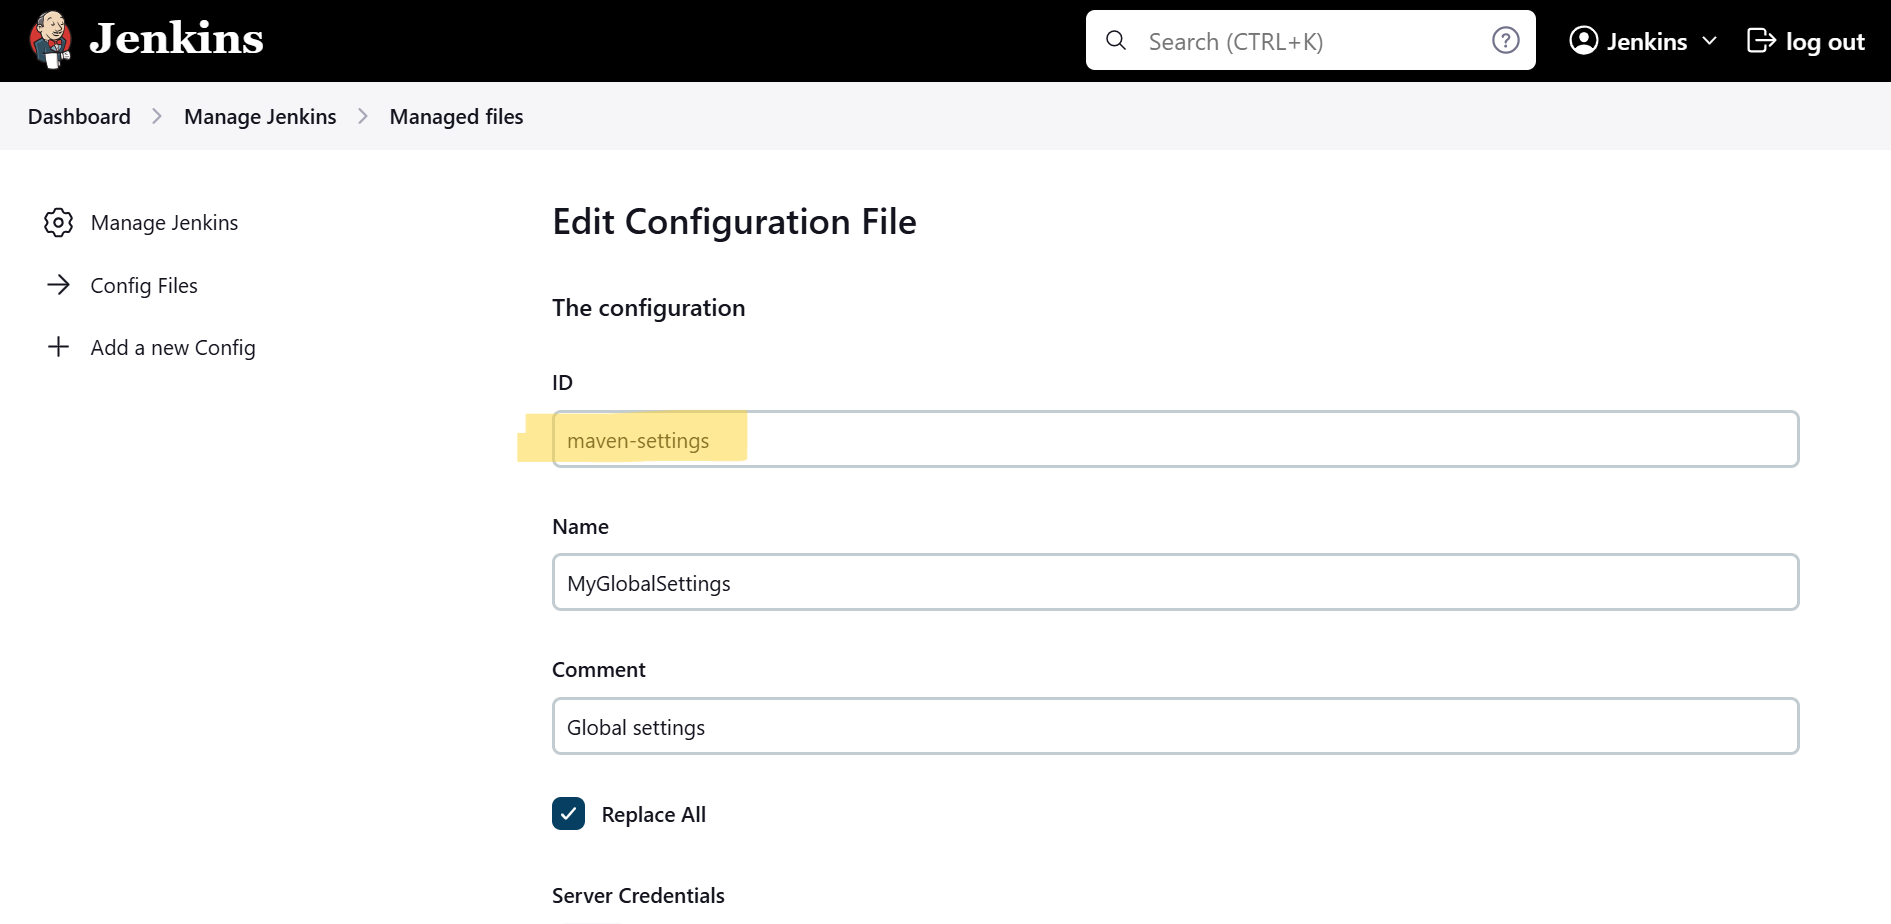 Jenkins
Search (CTRL+K)
?
Jenkins
log out
Dashboard
Manage Jenkins
Managed files
Manage Jenkins
Config Files
Add a new Config
Edit Configuration File
The configuration
ID
maven-settings
Name
MyGlobalSettings
Comment
Global settings
Replace All
Server Credentials